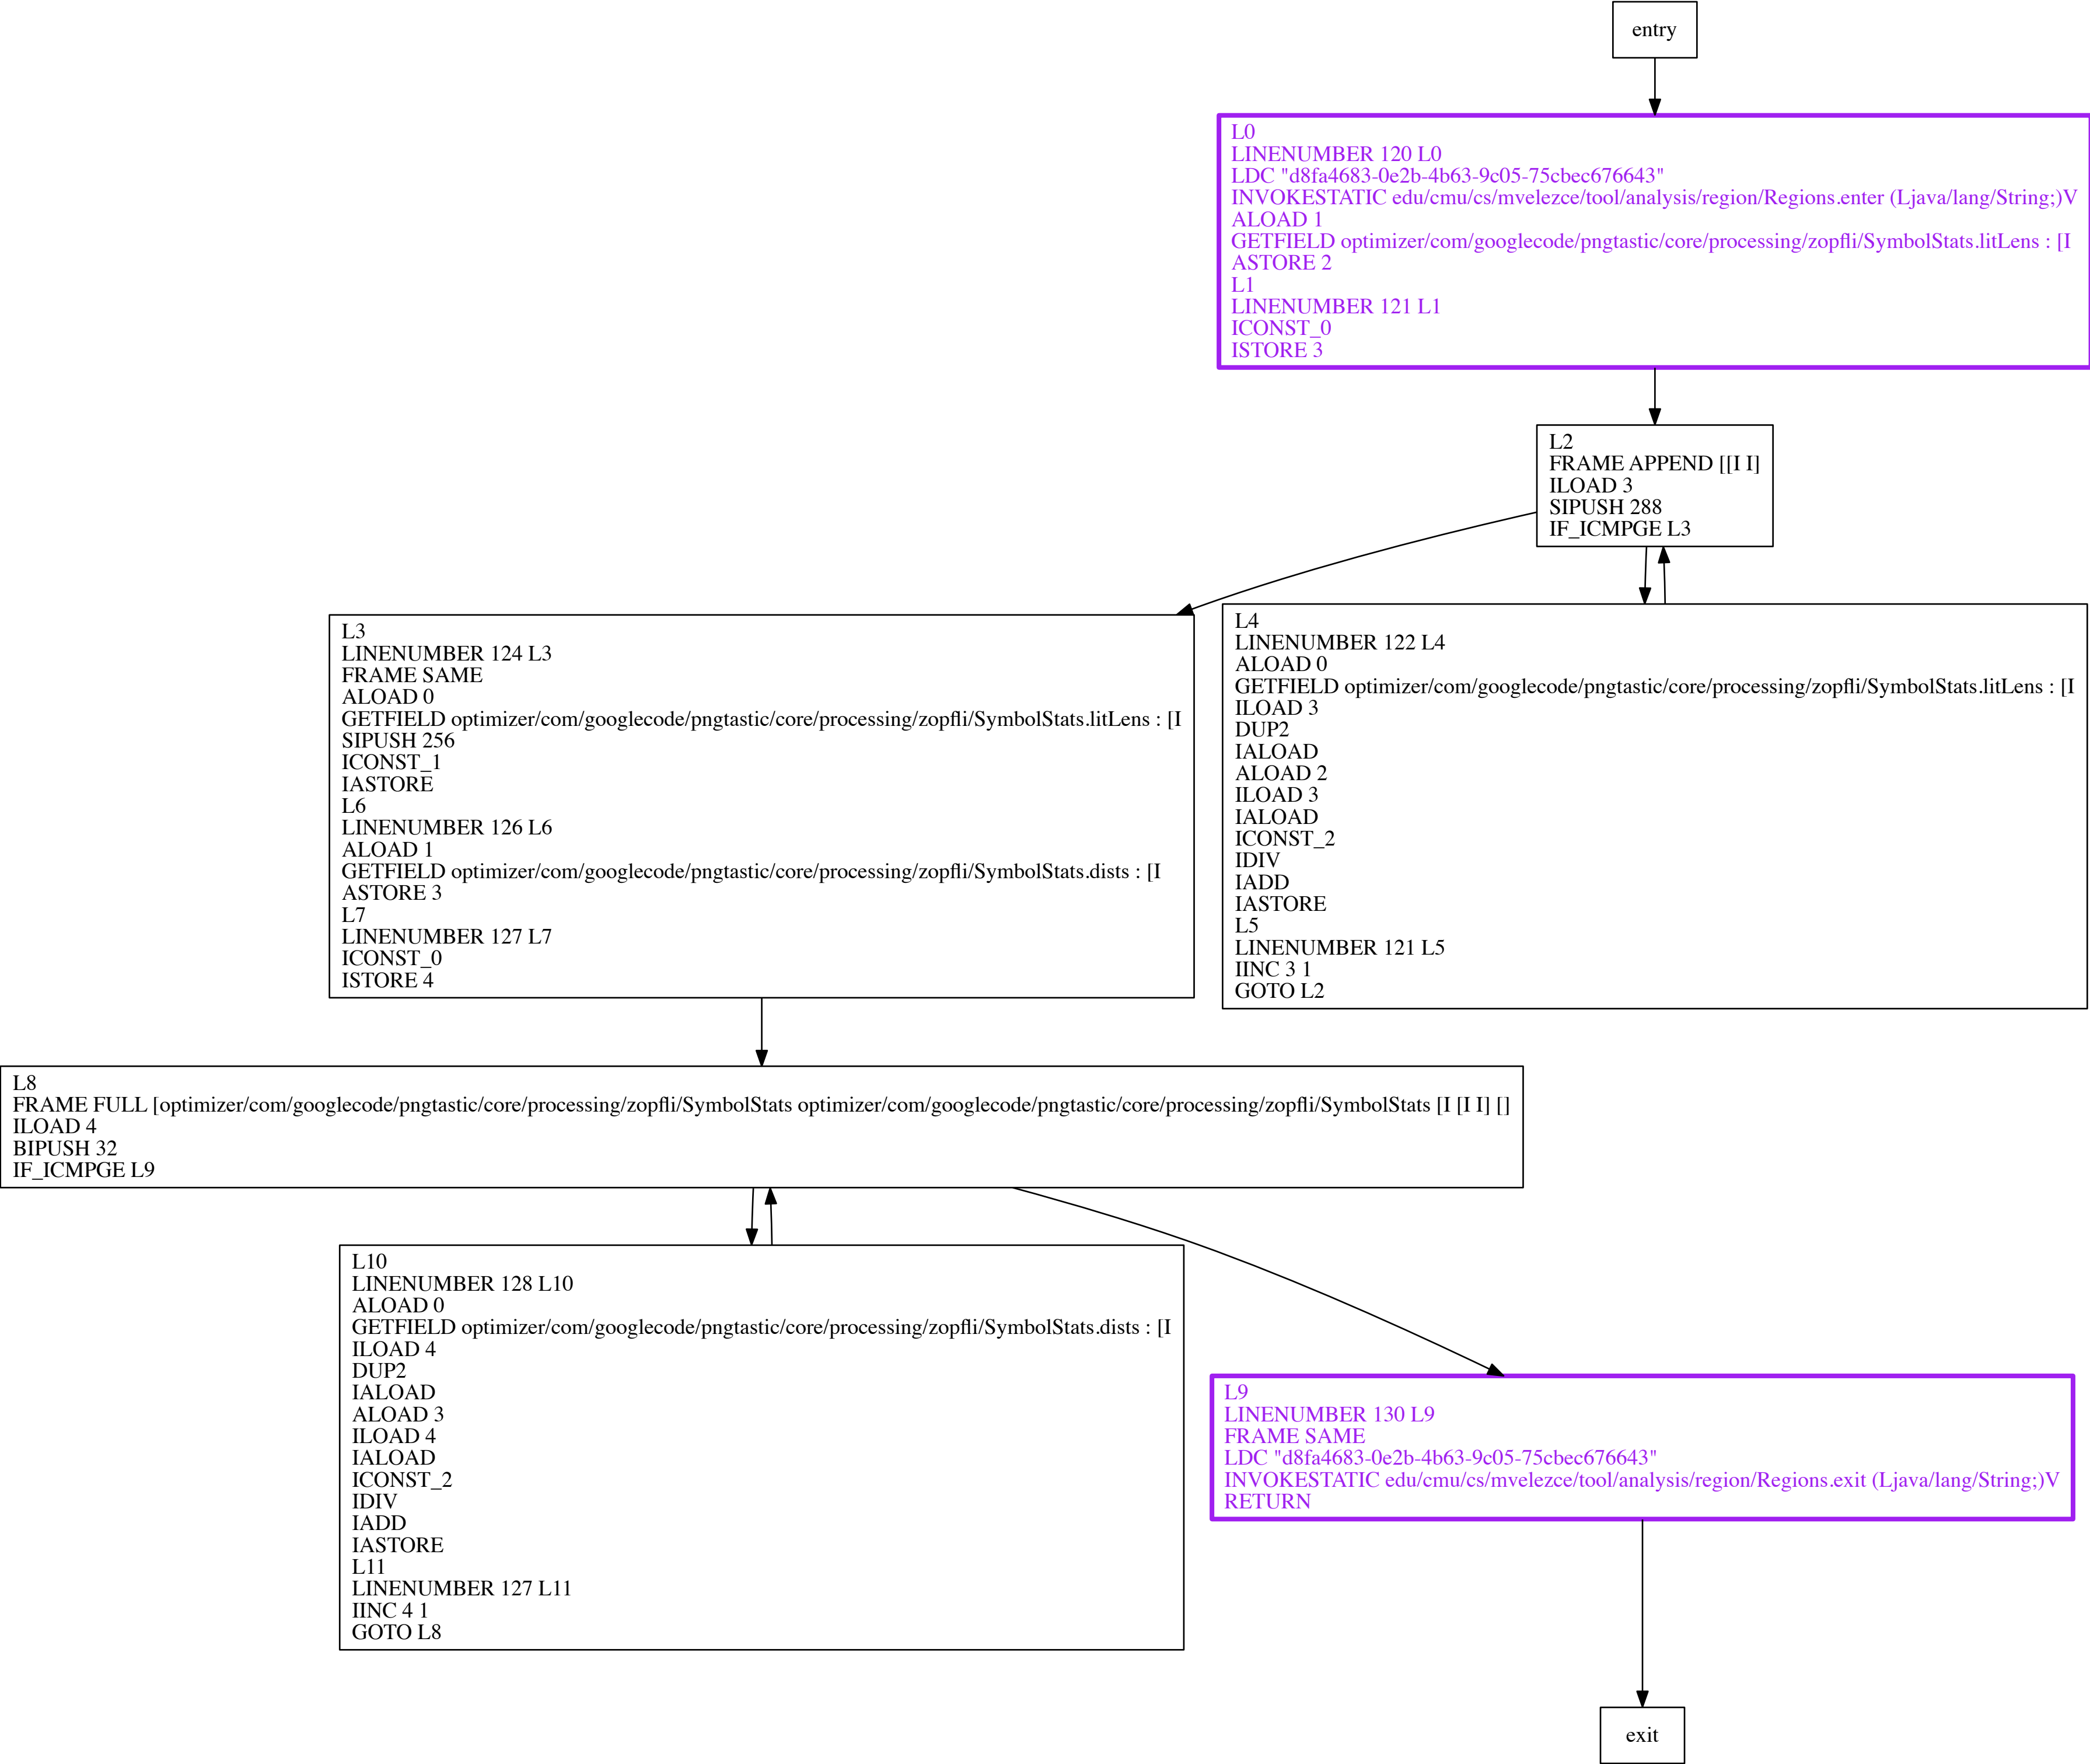 entry
L0
LINENUMBER 120 L0
LDC "d8fa4683-0e2b-4b63-9c05-75cbec676643"
INVOKESTATIC edu/cmu/cs/mvelezce/tool/analysis/region/Regions.enter (Ljava/lang/String;)V
ALOAD 1
GETFIELD optimizer/com/googlecode/pngtastic/core/processing/zopfli/SymbolStats.litLens : [I
ASTORE 2
L1
LINENUMBER 121 L1
ICONST_0
ISTORE 3
L2
FRAME APPEND [[I I]
ILOAD 3
SIPUSH 288
IF_ICMPGE L3
L3
LINENUMBER 124 L3
FRAME SAME
ALOAD 0
GETFIELD optimizer/com/googlecode/pngtastic/core/processing/zopfli/SymbolStats.litLens : [I
SIPUSH 256
ICONST_1
IASTORE
L6
LINENUMBER 126 L6
ALOAD 1
GETFIELD optimizer/com/googlecode/pngtastic/core/processing/zopfli/SymbolStats.dists : [I
ASTORE 3
L7
LINENUMBER 127 L7
ICONST_0
ISTORE 4
L4
LINENUMBER 122 L4
ALOAD 0
GETFIELD optimizer/com/googlecode/pngtastic/core/processing/zopfli/SymbolStats.litLens : [I
ILOAD 3
DUP2
IALOAD
ALOAD 2
ILOAD 3
IALOAD
ICONST_2
IDIV
IADD
IASTORE
L5
LINENUMBER 121 L5
IINC 3 1
GOTO L2
L8
FRAME FULL [optimizer/com/googlecode/pngtastic/core/processing/zopfli/SymbolStats optimizer/com/googlecode/pngtastic/core/processing/zopfli/SymbolStats [I [I I] []
ILOAD 4
BIPUSH 32
IF_ICMPGE L9
L10
LINENUMBER 128 L10
ALOAD 0
GETFIELD optimizer/com/googlecode/pngtastic/core/processing/zopfli/SymbolStats.dists : [I
ILOAD 4
DUP2
IALOAD
ALOAD 3
ILOAD 4
IALOAD
ICONST_2
IDIV
IADD
IASTORE
L11
LINENUMBER 127 L11
IINC 4 1
GOTO L8
L9
LINENUMBER 130 L9
FRAME SAME
LDC "d8fa4683-0e2b-4b63-9c05-75cbec676643"
INVOKESTATIC edu/cmu/cs/mvelezce/tool/analysis/region/Regions.exit (Ljava/lang/String;)V
RETURN
exit